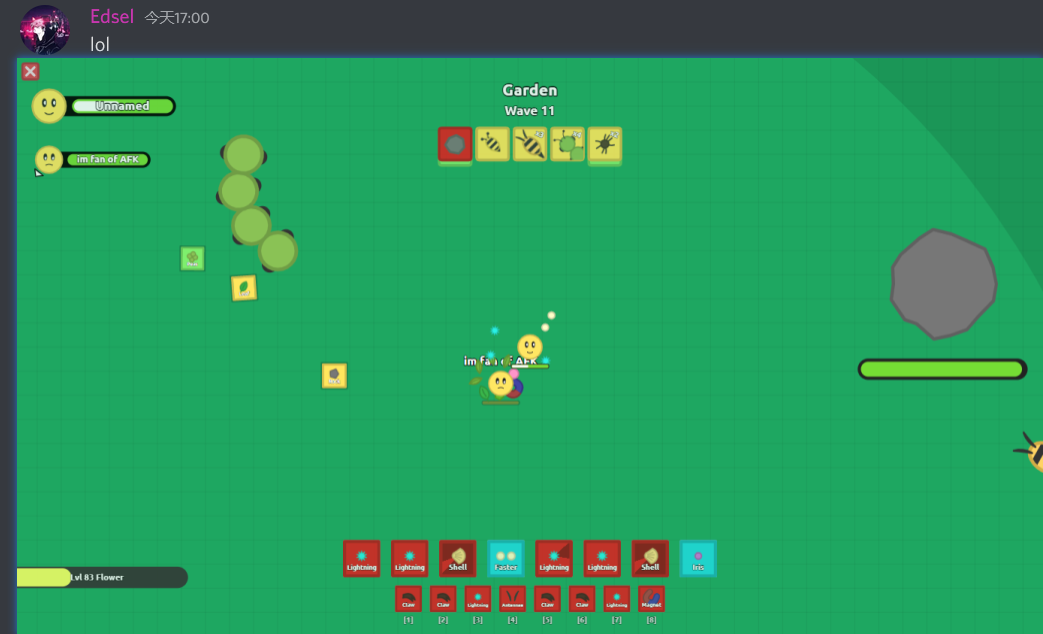 Edsel 今天17:00
lol
Garden
Wave 11
Unnamed
im fan of AFK
im fan of AFK
Lightning Lightning Shell Faster Lightning Lightning Shell Iris
Lvl 83 Flower
Claw Claw Lightning Antennae Claw Claw Lightning Magnet
[1] [2] [3] [4] [5] [6] [7] [8]